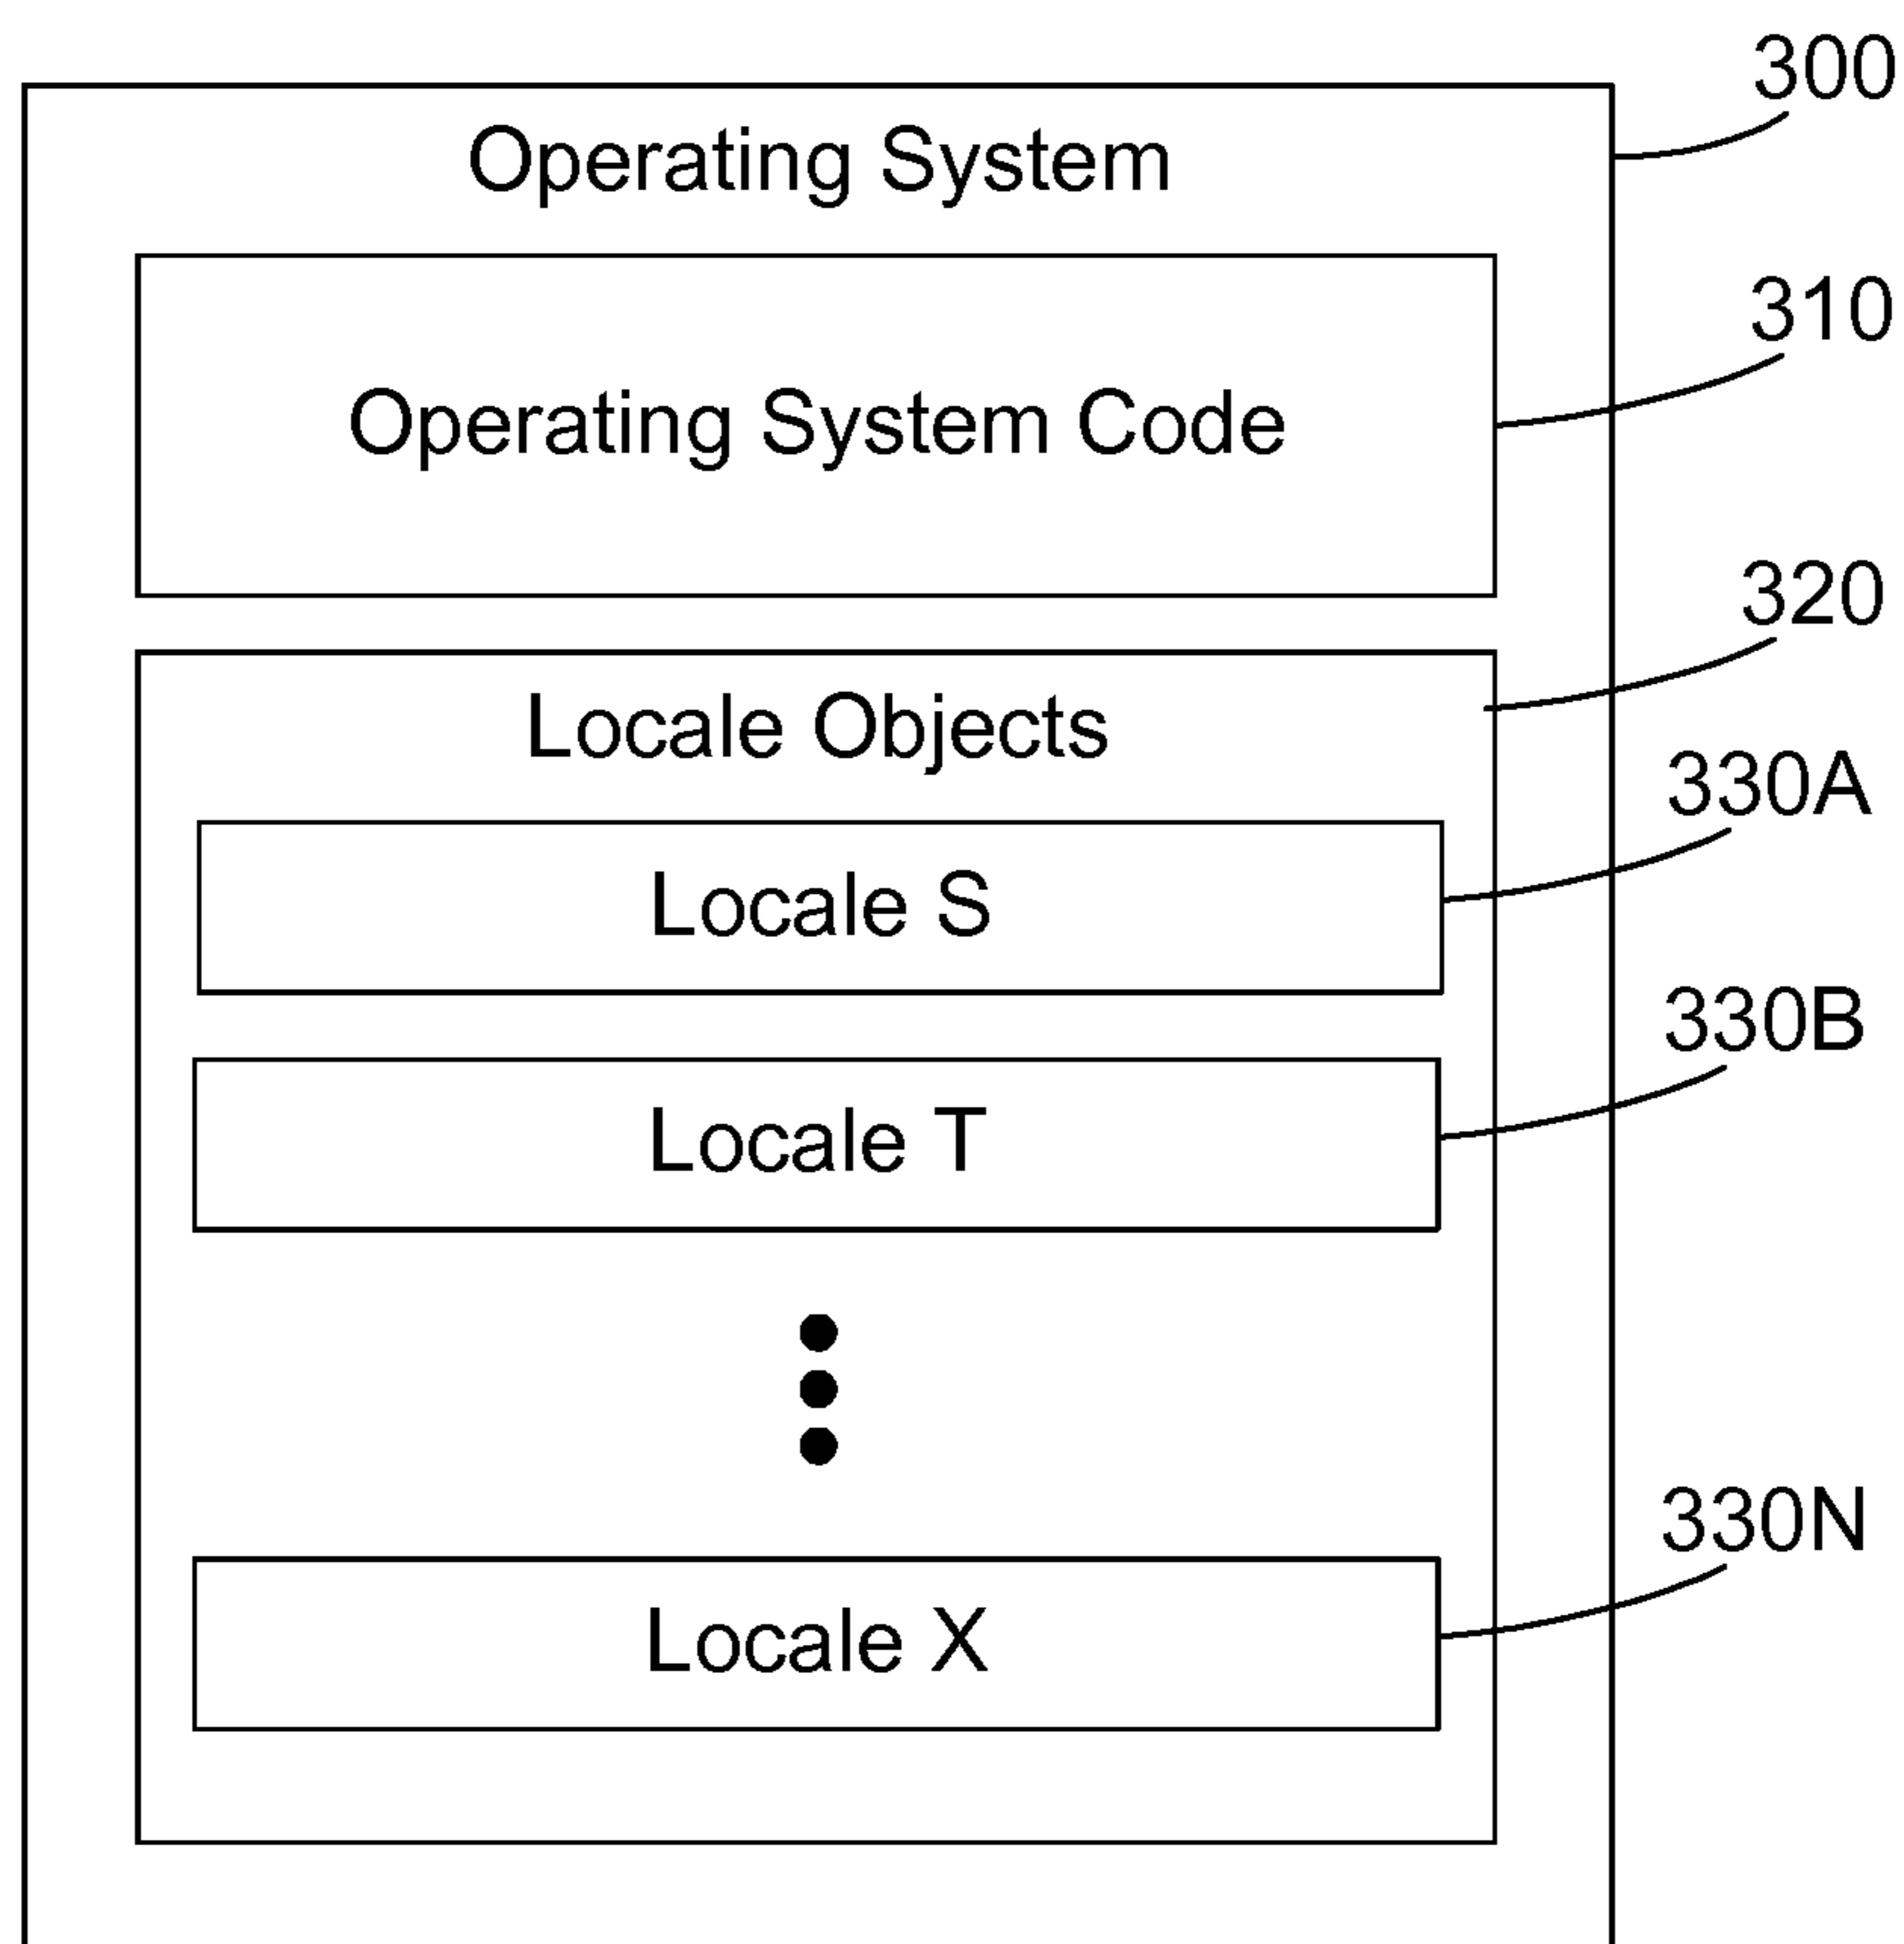 300
Operating System
310
Operating System Code
320
Locale Objects
330A
Locale S
330B
Locale T
330N
Locale X